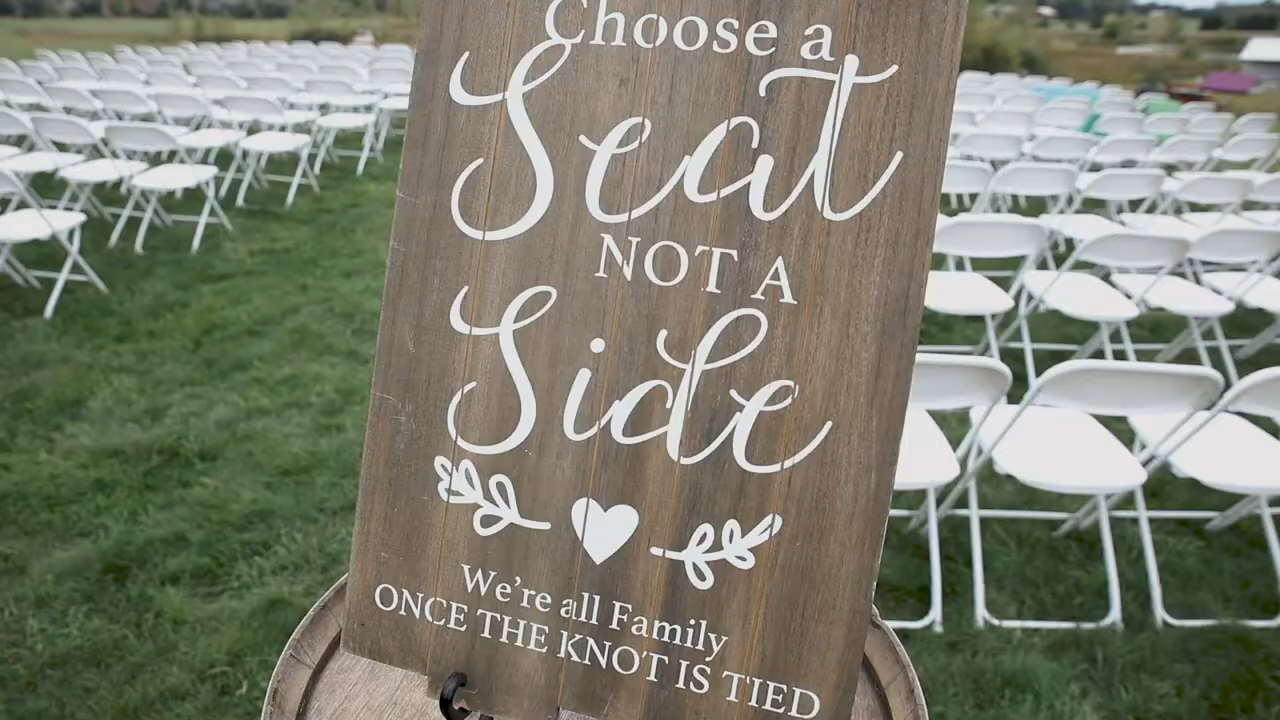 Choose a
Seat
NOT A
Side
We're all Family
ONCE THE KNOT IS TIED